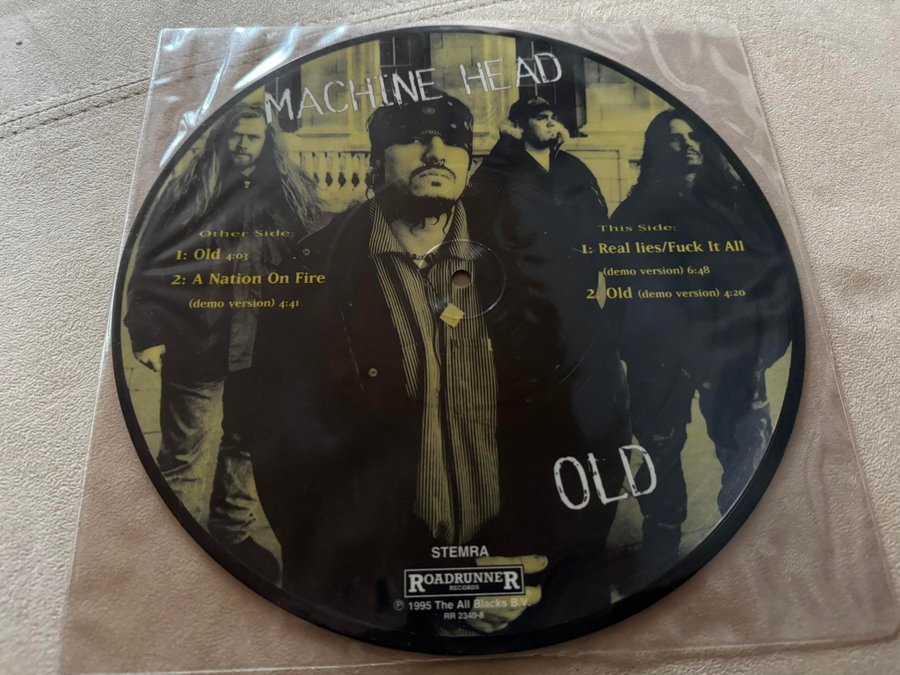 MACHINE HEAD
Other Side:
1: Old 4:03
2: A Nation On Fire
(demo version) 4:41
This Side:
1: Real lies/Fuck It All
(demo version) 6:48
2: Old (demo version) 4:20
OLD
STEMRA
ROADRUNNER
RECORDS
℗ 1995 The All Blacks B.V.
RR 2340-8